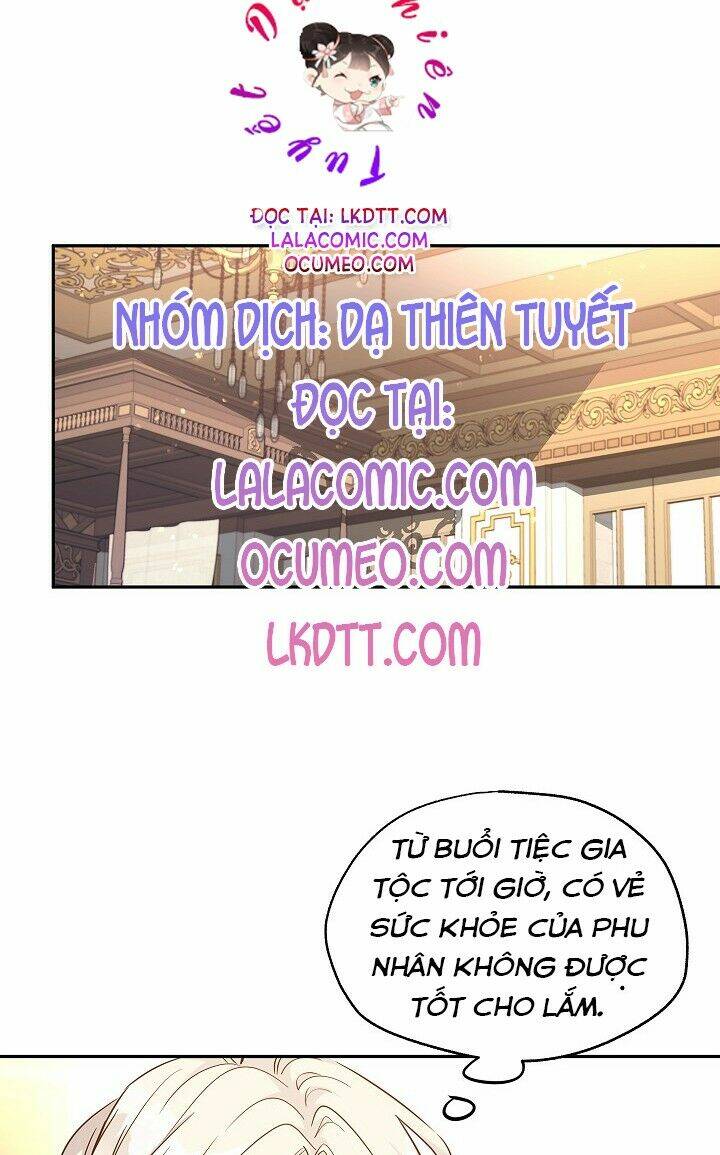 Dạ Thiên
Tuyết
ĐỌC TẠI: LKDTT.COM
LALACOMIC.COM
OCUMEO.COM
NHÓM DỊCH: DẠ THIÊN TUYẾT
ĐỌC TẠI:
LALACOMIC.COM
OCUMEO.COM
LKDTT.COM
TỪ BUỔI TIỆC GIA
TỘC TỚI GIỜ, CÓ VẺ
SỨC KHỎE CỦA PHU
NHÂN KHÔNG ĐƯỢC
TỐT CHO LẮM.